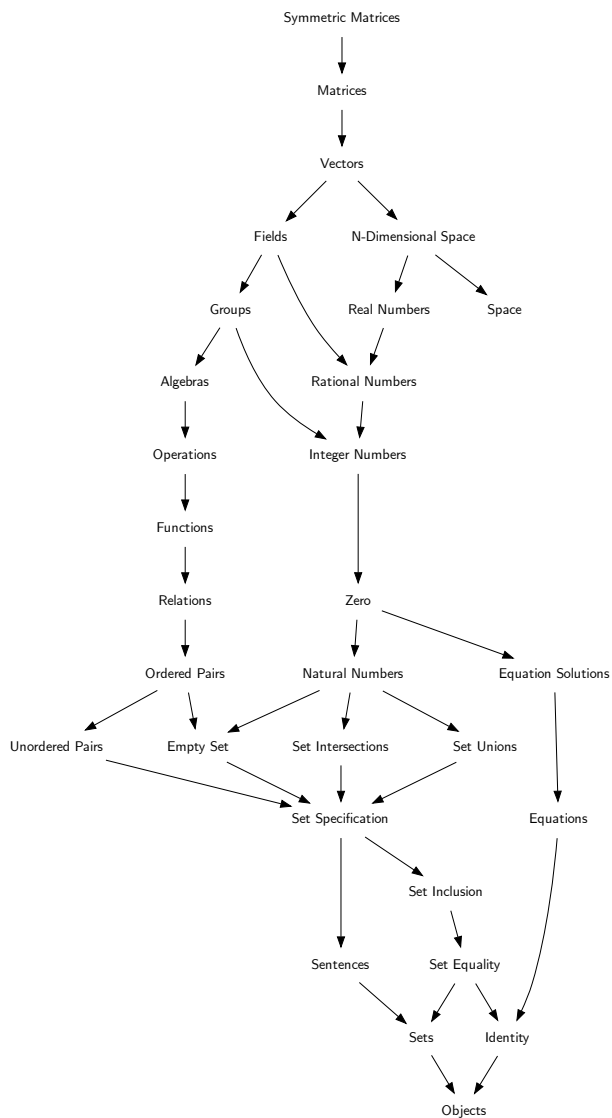 Symmetric Matrices
Matrices
Vectors
Fields
N-Dimensional Space
Groups
Real Numbers
Space
Algebras
Rational Numbers
Operations
Integer Numbers
Functions
Relations
Zero
Ordered Pairs
Natural Numbers
Equation Solutions
Unordered Pairs
Empty Set
Set Intersections
Set Unions
Set Specification
Equations
Set Inclusion
Sentences
Set Equality
Sets
Identity
Objects